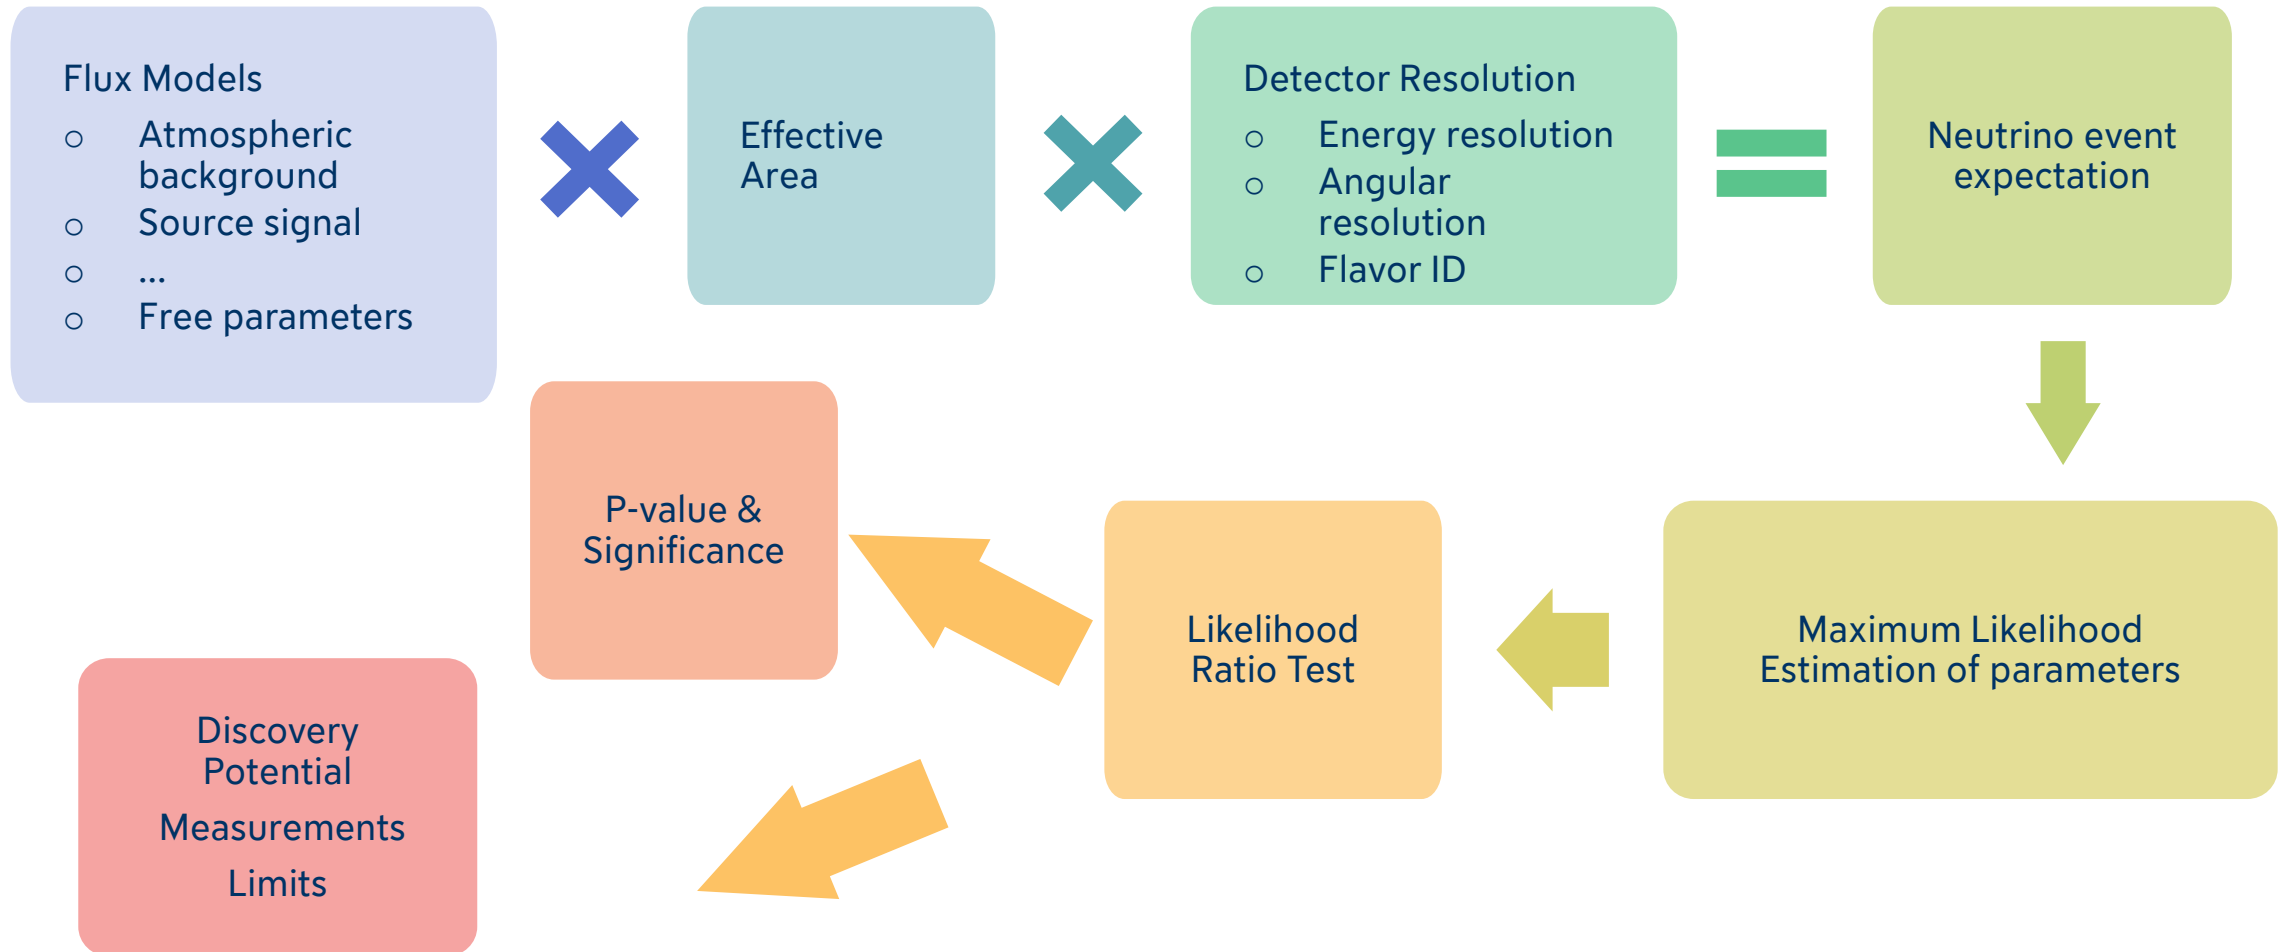 Flux Models
o Atmospheric
background
o Source signal
o ...
o Free parameters
Effective
Area
Detector Resolution
o Energy resolution
o Angular
resolution
o Flavor ID
Neutrino event
expectation
Maximum Likelihood
Estimation of parameters
Likelihood
Ratio Test
P-value &
Significance
Discovery
Potential
Measurements
Limits